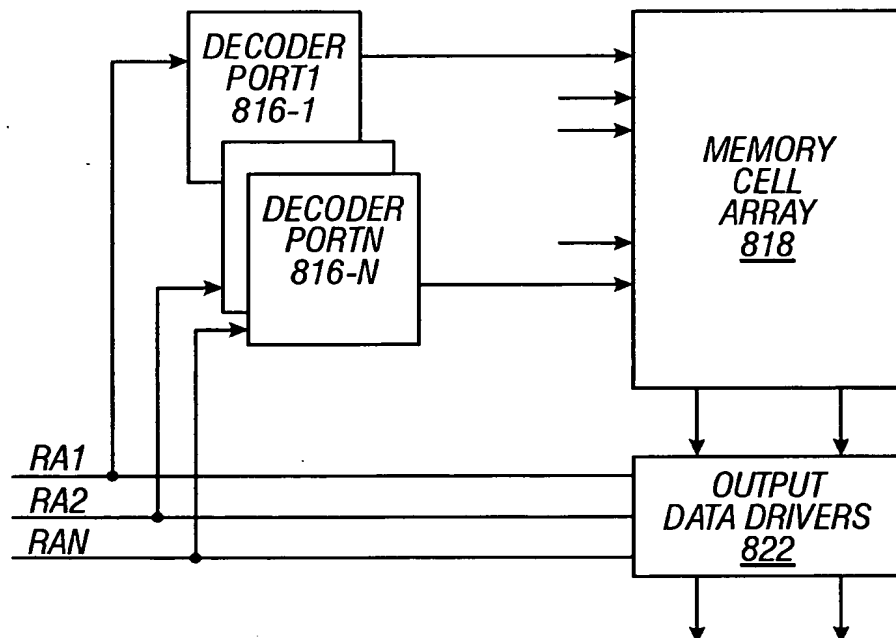 DECODER
PORT1
816-1
DECODER
PORTN
816-N
MEMORY
CELL
ARRAY
818
RA1
RA2
RAN
OUTPUT
DATA DRIVERS
822